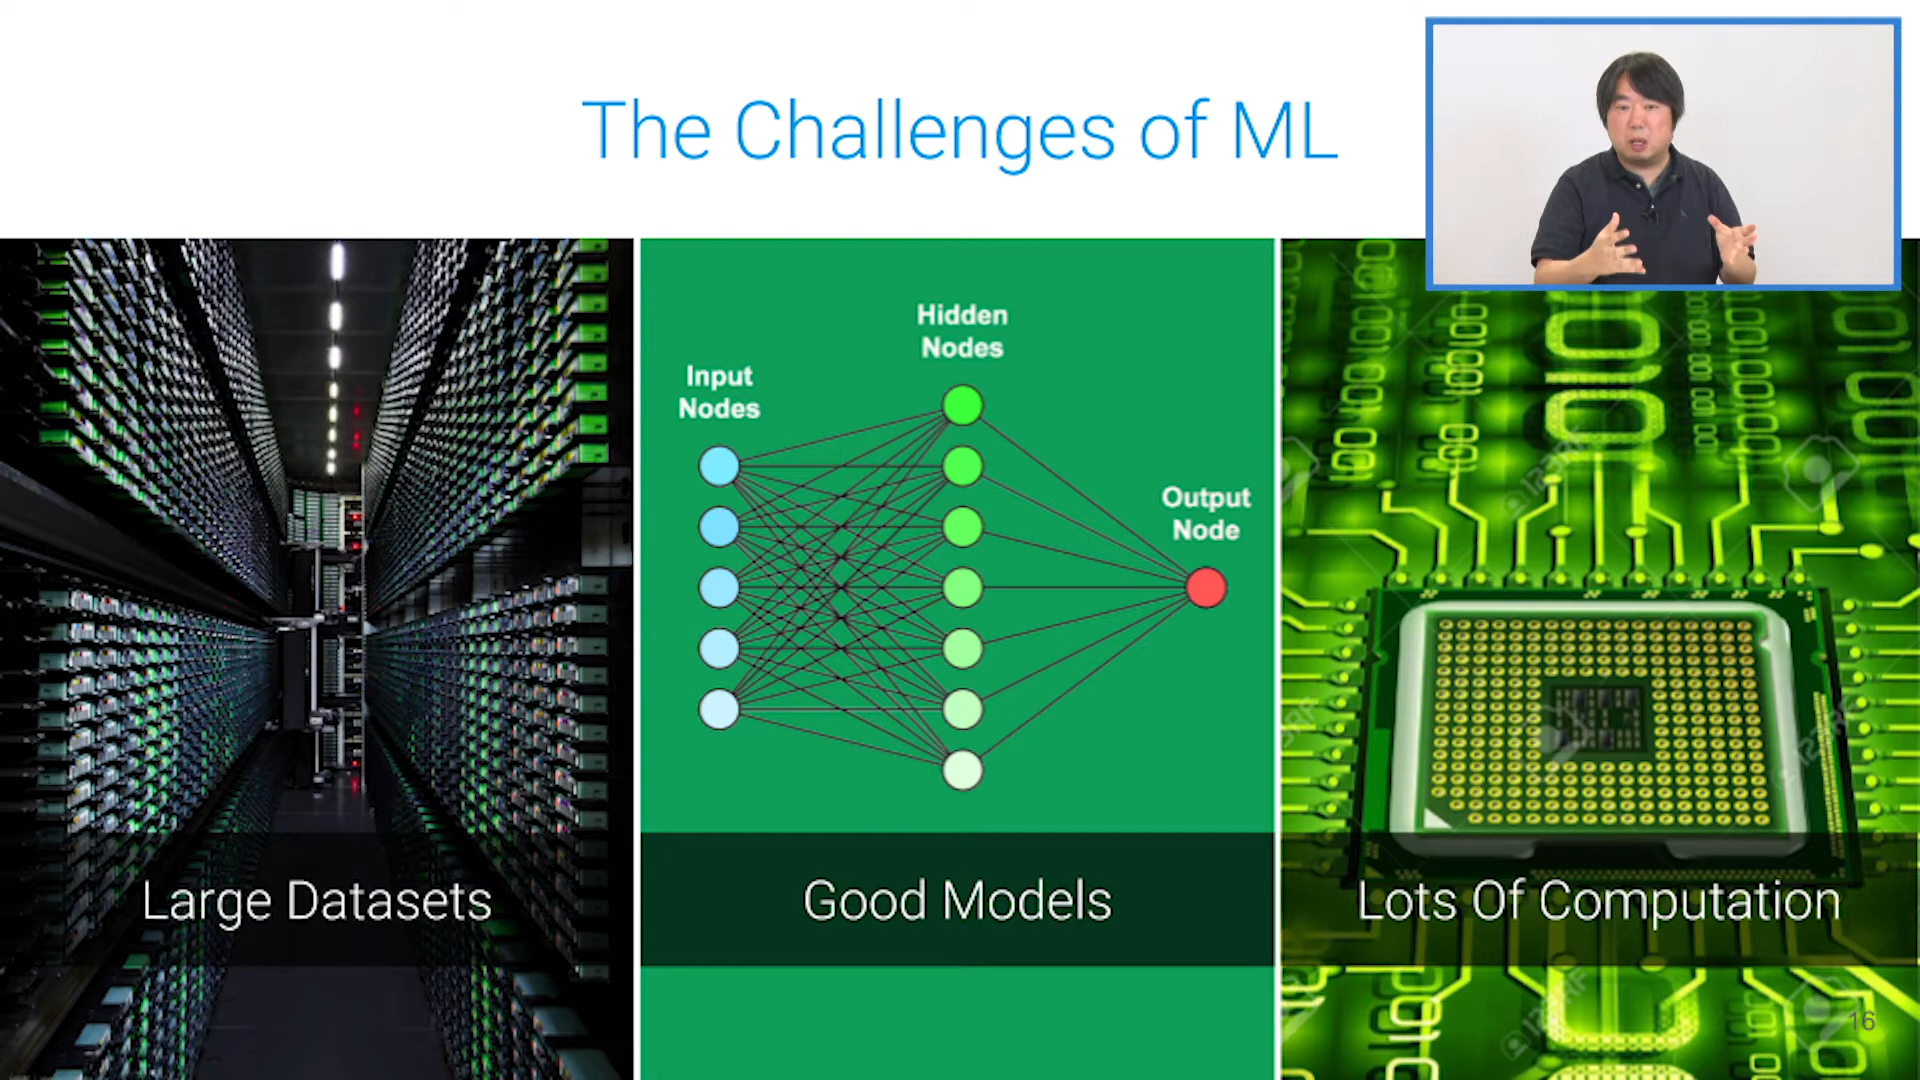 The Challenges of ML
Hidden
Nodes
Input
Nodes
Output
Node
Large Datasets
Good Models
Lots Of Computation
16